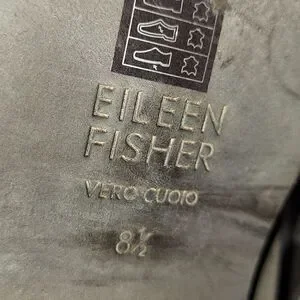 EILEEN
FISHER
VERO CUOIO
8½